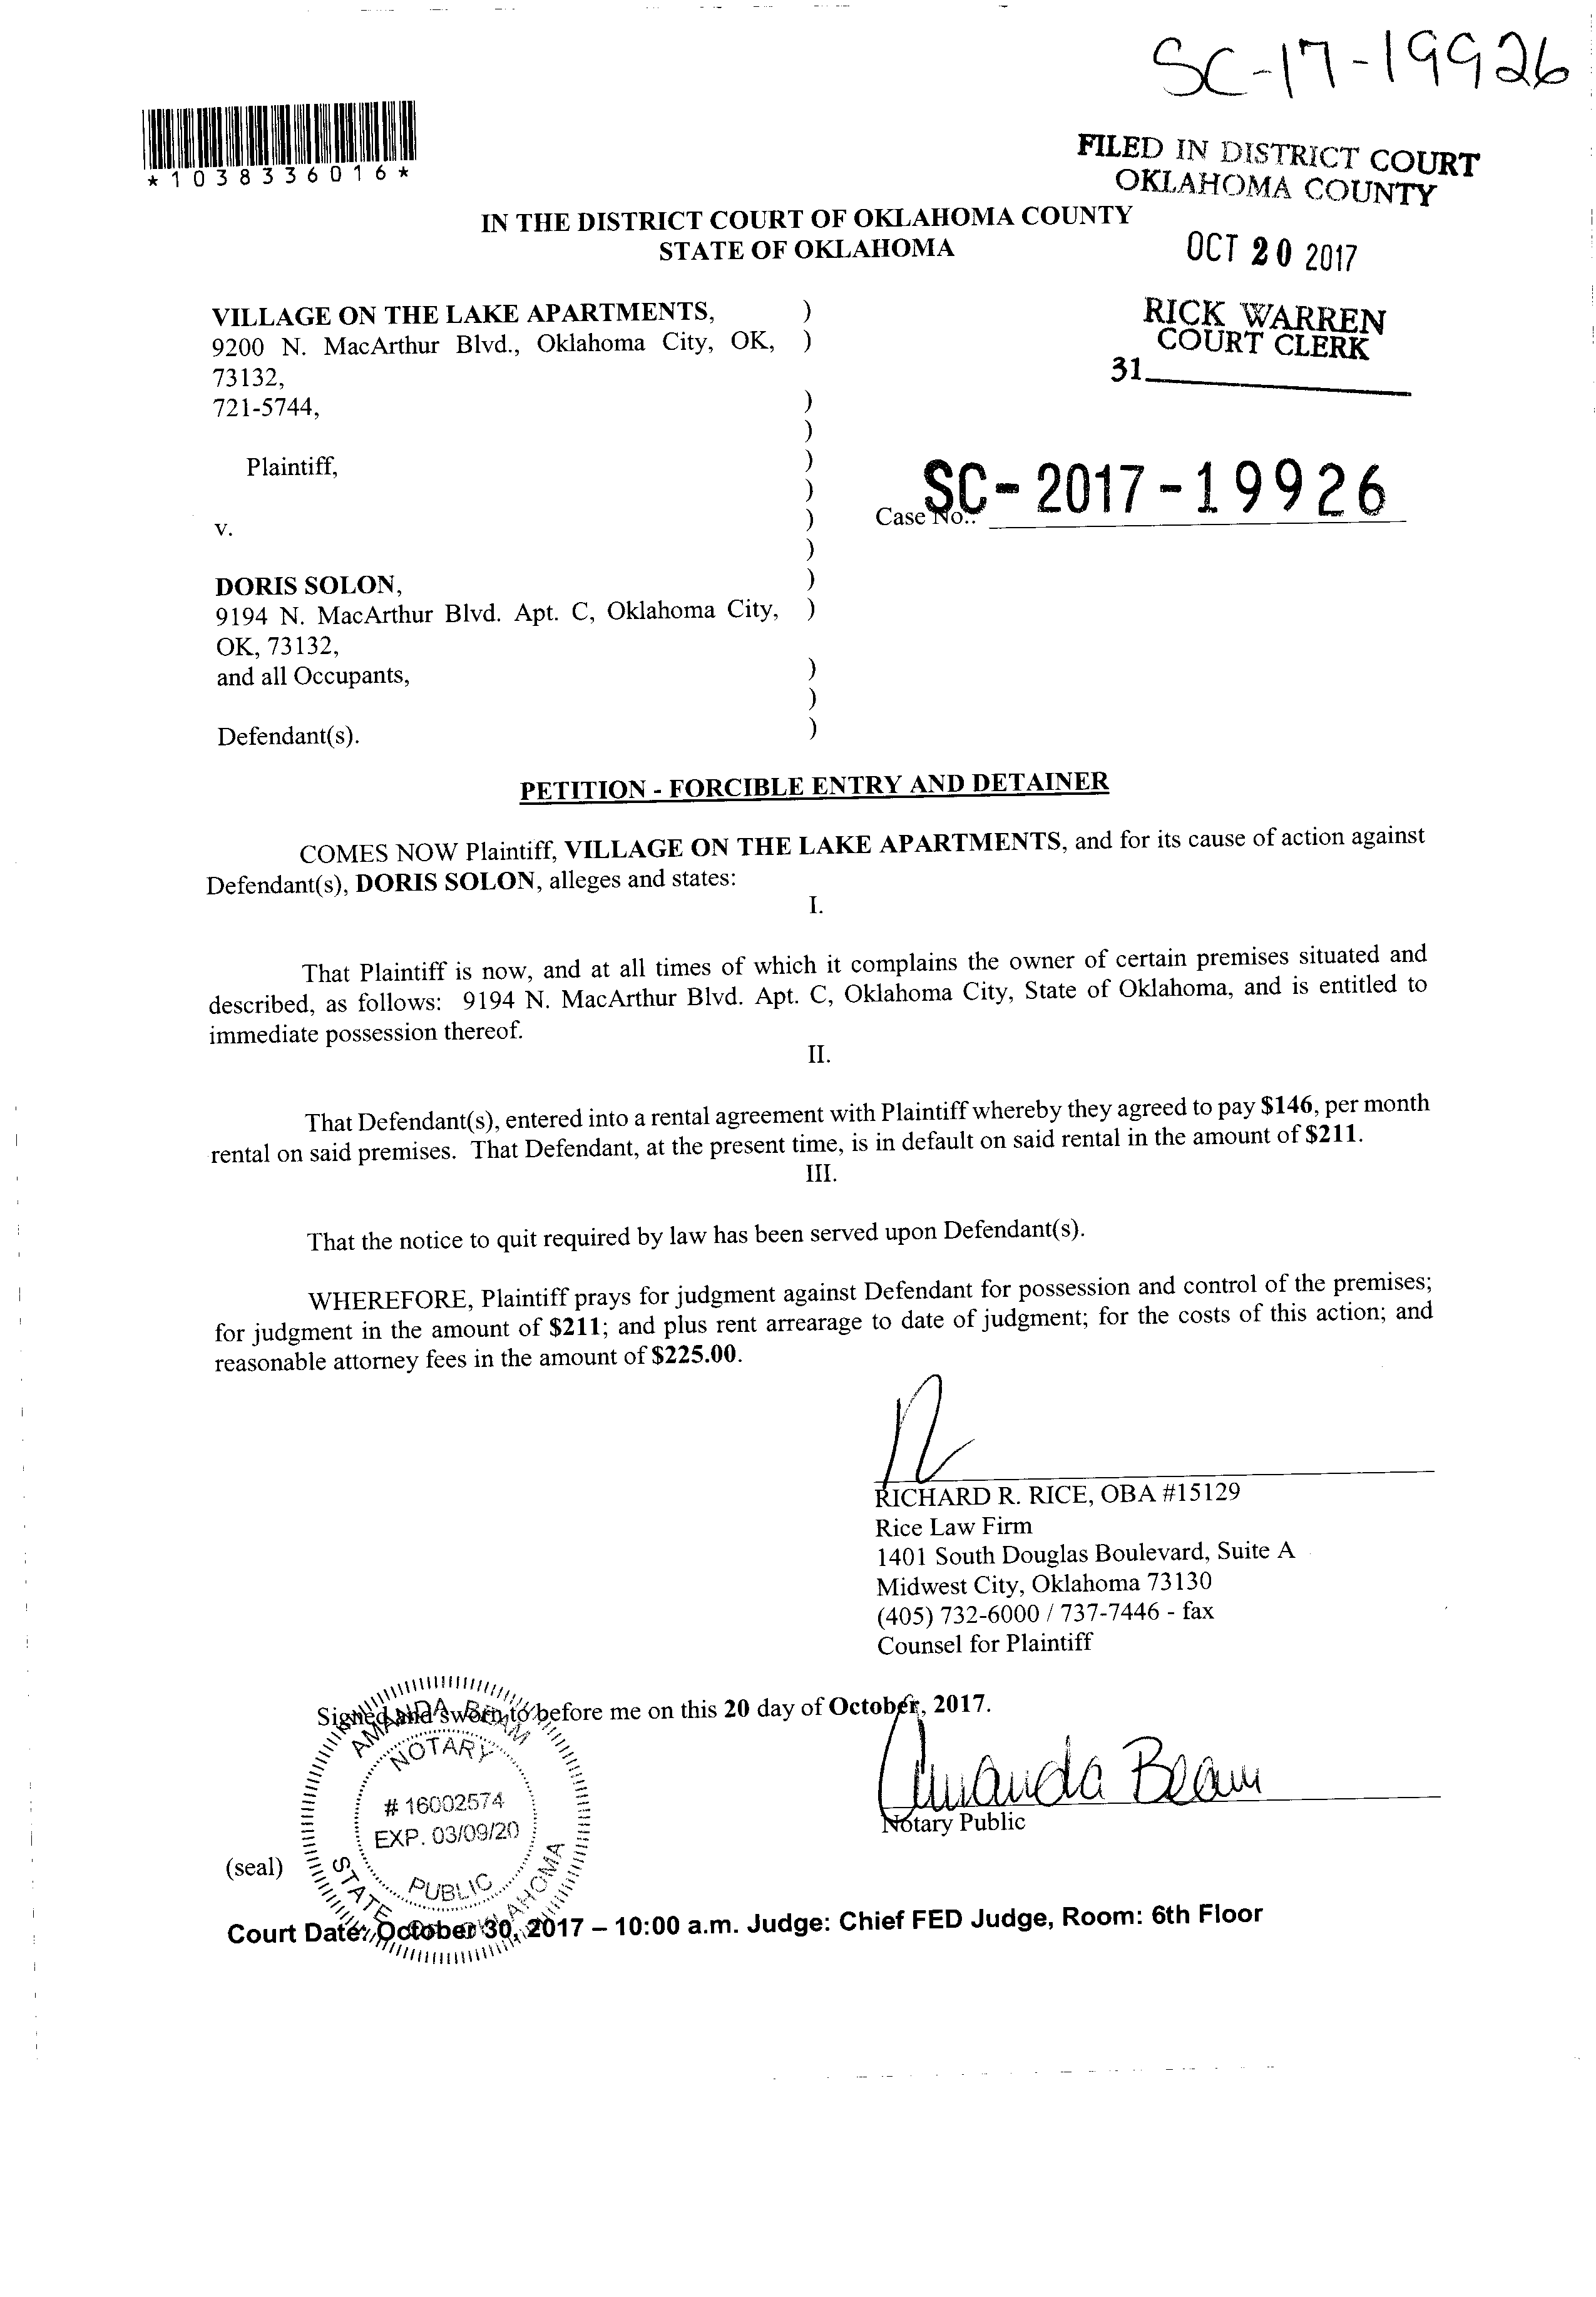 SC-17-19926
*1038336016*
FILED IN DISTRICT COURT
OKLAHOMA COUNTY
IN THE DISTRICT COURT OF OKLAHOMA COUNTY
STATE OF OKLAHOMA
OCT 20 2017
RICK WARREN
COURT CLERK
31
VILLAGE ON THE LAKE APARTMENTS, )
9200 N. MacArthur Blvd., Oklahoma City, OK, )
73132,
721-5744, )
)
Plaintiff, )
)
v. )
)
Case No.: SC-2017-19926
DORIS SOLON, )
9194 N. MacArthur Blvd. Apt. C, Oklahoma City, )
OK, 73132,
and all Occupants, )
)
Defendant(s). )
PETITION - FORCIBLE ENTRY AND DETAINER
COMES NOW Plaintiff, VILLAGE ON THE LAKE APARTMENTS, and for its cause of action against
Defendant(s), DORIS SOLON, alleges and states:
I.
That Plaintiff is now, and at all times of which it complains the owner of certain premises situated and
described, as follows: 9194 N. MacArthur Blvd. Apt. C, Oklahoma City, State of Oklahoma, and is entitled to
immediate possession thereof.
II.
That Defendant(s), entered into a rental agreement with Plaintiff whereby they agreed to pay $146, per month
rental on said premises. That Defendant, at the present time, is in default on said rental in the amount of $211.
III.
That the notice to quit required by law has been served upon Defendant(s).
WHEREFORE, Plaintiff prays for judgment against Defendant for possession and control of the premises;
for judgment in the amount of $211; and plus rent arrearage to date of judgment; for the costs of this action; and
reasonable attorney fees in the amount of $225.00.
RICHARD R. RICE, OBA #15129
Rice Law Firm
1401 South Douglas Boulevard, Suite A
Midwest City, Oklahoma 73130
(405) 732-6000 / 737-7446 - fax
Counsel for Plaintiff
Signed and sworn to before me on this 20 day of October, 2017.
Amanda Beam
Notary Public
AMANDA BEAM
NOTARY
# 16002574
EXP. 03/09/20
PUBLIC
STATE OF OKLAHOMA
(seal)
Court Date: October 30, 2017 – 10:00 a.m. Judge: Chief FED Judge, Room: 6th Floor